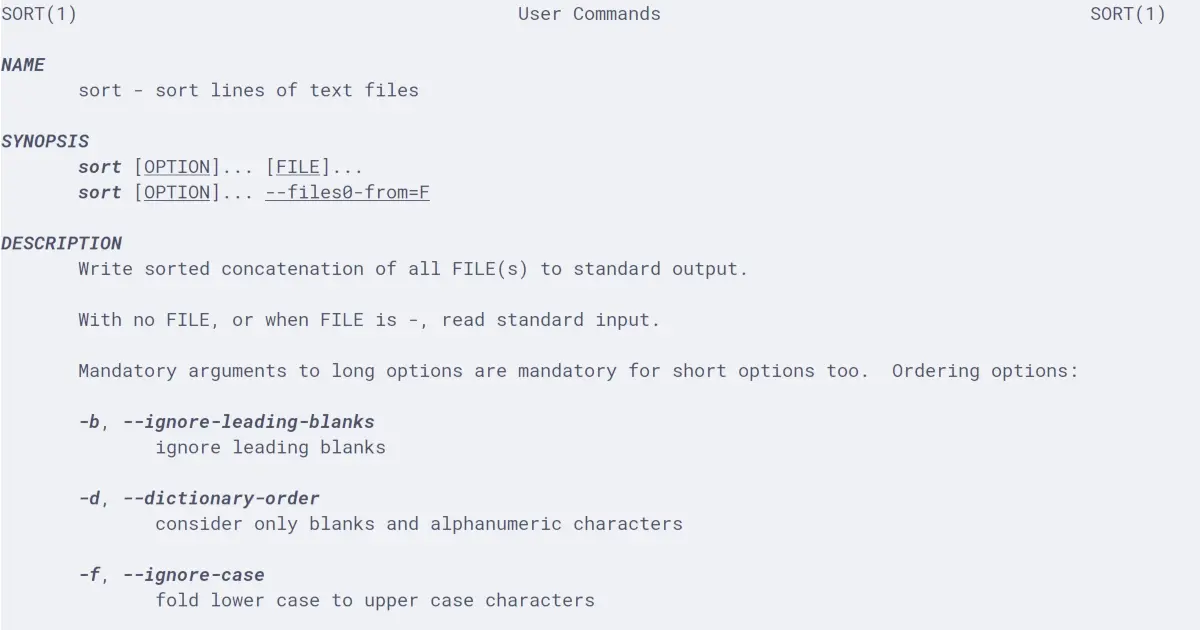 SORT(1) User Commands SORT(1)
NAME
sort - sort lines of text files
SYNOPSIS
sort [OPTION]... [FILE]...
sort [OPTION]... --files0-from=F
DESCRIPTION
Write sorted concatenation of all FILE(s) to standard output.
With no FILE, or when FILE is -, read standard input.
Mandatory arguments to long options are mandatory for short options too.  Ordering options:
-b, --ignore-leading-blanks
ignore leading blanks
-d, --dictionary-order
consider only blanks and alphanumeric characters
-f, --ignore-case
fold lower case to upper case characters